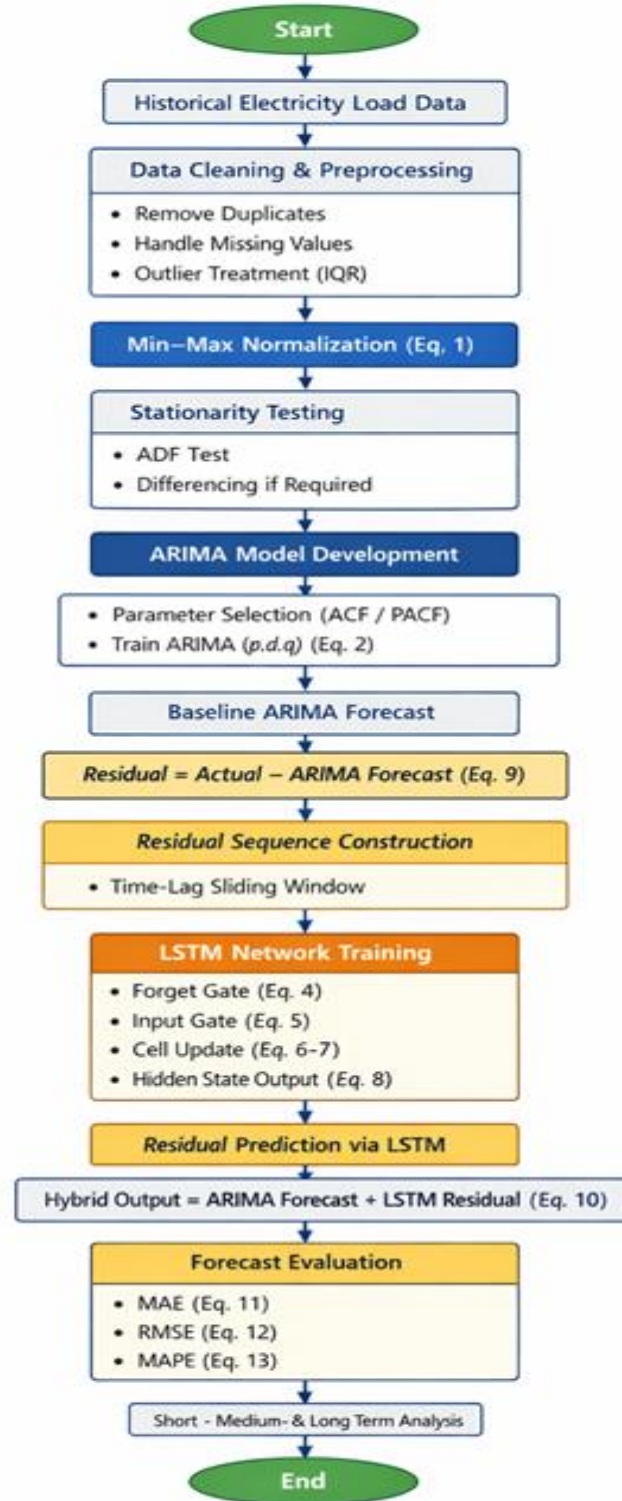 Start
Historical Electricity Load Data
Data Cleaning & Preprocessing
• Remove Duplicates
• Handle Missing Values
• Outlier Treatment (IQR)
Min–Max Normalization (Eq, 1)
Stationarity Testing
• ADF Test
• Differencing if Required
ARIMA Model Development
• Parameter Selection (ACF / PACF)
• Train ARIMA (p.d.q) (Eq. 2)
Baseline ARIMA Forecast
Residual = Actual – ARIMA Forecast (Eq. 9)
Residual Sequence Construction
• Time-Lag Sliding Window
LSTM Network Training
• Forget Gate (Eq. 4)
• Input Gate (Eq. 5)
• Cell Update (Eq. 6-7)
• Hidden State Output (Eq. 8)
Residual Prediction via LSTM
Hybrid Output = ARIMA Forecast + LSTM Residual (Eq. 10)
Forecast Evaluation
• MAE (Eq. 11)
• RMSE (Eq. 12)
• MAPE (Eq. 13)
Short - Medium- & Long Term Analysis
End